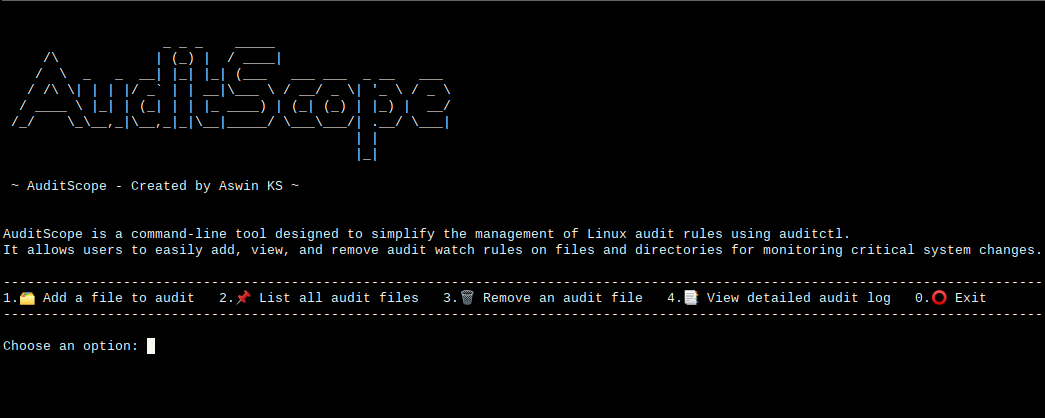 AuditScope
~ AuditScope - Created by Aswin KS ~
AuditScope is a command-line tool designed to simplify the management of Linux audit rules using auditctl.
It allows users to easily add, view, and remove audit watch rules on files and directories for monitoring critical system changes.
1.🗂️ Add a file to audit 2.📌 List all audit files 3.🗑️ Remove an audit file 4.📑 View detailed audit log 0.⭕ Exit
Choose an option: